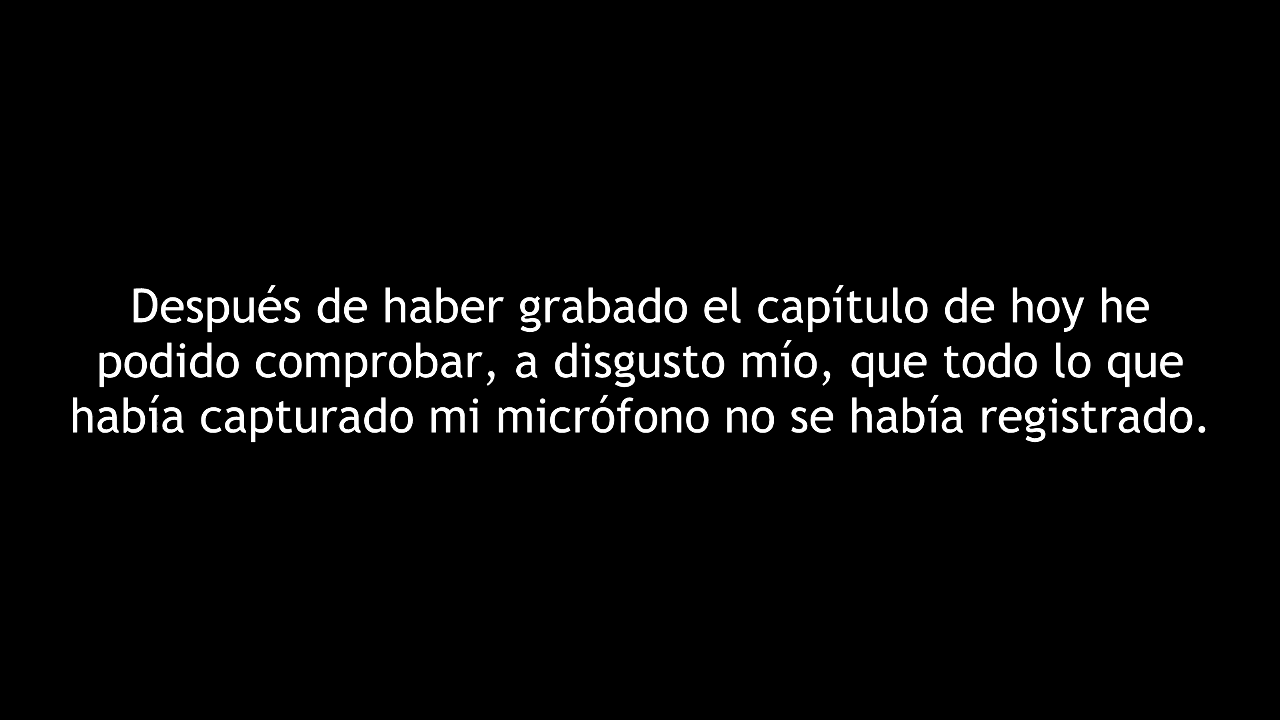 Después de haber grabado el capítulo de hoy he
podido comprobar, a disgusto mío, que todo lo que
había capturado mi micrófono no se había registrado.